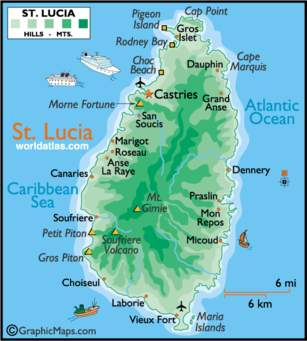 ST. LUCIA
HILLS - MTS.
Pigeon
Island
Cap Point
Gros
Islet
Rodney Bay
Dauphin
Cape
Marquis
Choc
Beach
Castries
Grand
Anse
Atlantic
Ocean
Morne Fortune
San
Soucis
St. Lucia
worldatlas.com
Marigot
Roseau
Anse
La Raye
Dennery
Canaries
Caribbean
Sea
Mt.
Gimie
Praslin
Mon
Repos
Soufriere
Petit Piton
Soufriere
Volcano
Micoud
Gros Piton
Choiseul
6 mi
6 km
Laborie
Vieux Fort
Maria
Islands
©GraphicMaps.com